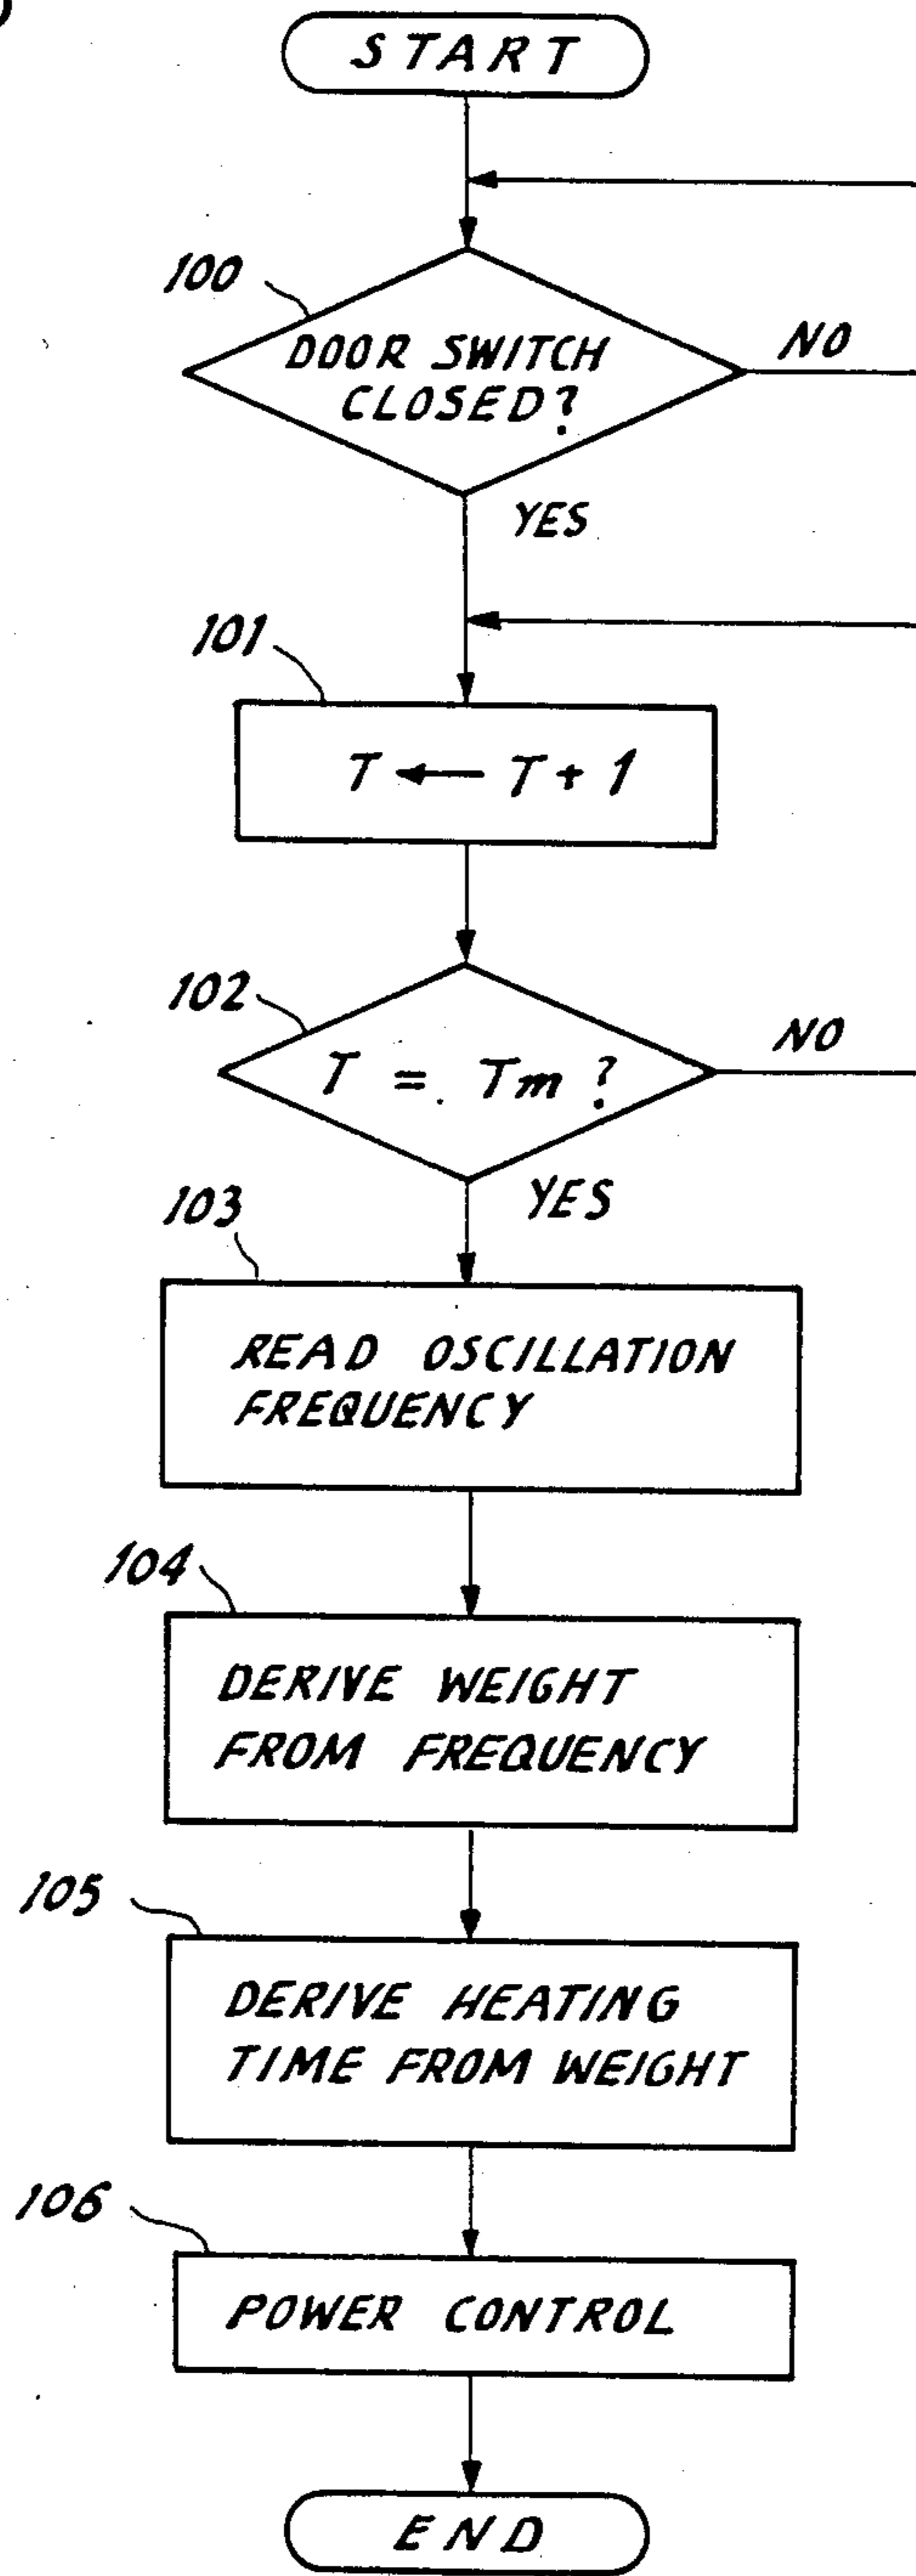 START
100
DOOR SWITCH
CLOSED?
NO
YES
101
T ← T + 1
102
T = Tm ?
NO
YES
103
READ OSCILLATION
FREQUENCY
104
DERIVE WEIGHT
FROM FREQUENCY
105
DERIVE HEATING
TIME FROM WEIGHT
106
POWER CONTROL
END